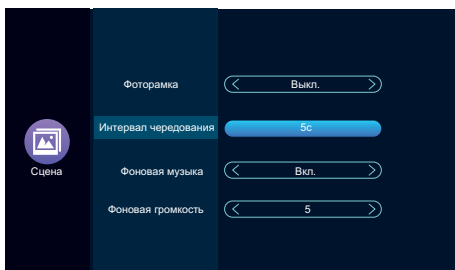 Фоторамка Выкл.
Интервал чередования 5с
Сцена Фоновая музыка Вкл.
Фоновая громкость 5